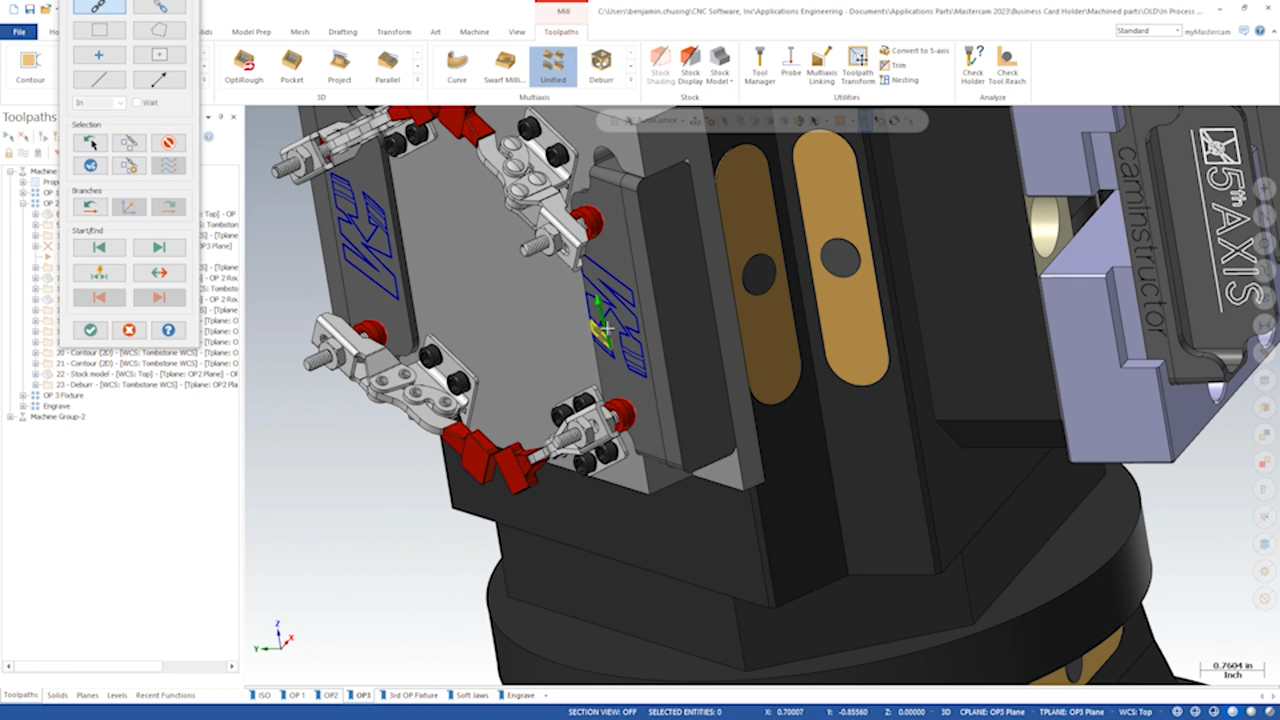 Mill
C:\Users\benjamin.chuong\CNC Software, Inc\Applications Engineering - Documents\Applications Parts\Mastercam 2023\Business Card Holder\Machined parts\OLD\In Process ...
File
Model Prep
Mesh
Drafting
Transform
Art
Machine
View
Toolpaths
Standard
myMastercam
Contour
OptiRough
Pocket
Project
Parallel
Curve
Swarf Milli...
Unified
Deburr
Stock Shading
Stock Display
Stock Model
Tool Manager
Probe
Multiaxis Linking
Toolpath Transform
Convert to 5-axis
Trim
Nesting
Check Holder
Check Tool Reach
3D
Multiaxis
Stock
Utilities
Analyze
In
Wait
Selection
Branches
Start/End
Toolpaths
AutoCursor
20 - Contour (2D) - [WCS: Tombstone WCS] - [Tplane: O
21 - Contour (2D) - [WCS: Tombstone WCS] - [Tplane: O
22 - Stock model - [WCS: Top] - [Tplane: OP2 Plane] - OP
23 - Deburr - [WCS: Tombstone WCS] - [Tplane: OP2 Pla
OP 3 Fixture
Engrave
Machine Group-2
camInstructor
5th AXIS
Z
X
Y
0.7604 in
Inch
Toolpaths
Solids
Planes
Levels
Recent Functions
ISO
OP 1
OP2
OP3
3rd OP Fixture
Soft Jaws
Engrave
+
SECTION VIEW: OFF
SELECTED ENTITIES: 0
X: 0.70007
Y: -0.85560
Z: 0.00000
3D
CPLANE: OP3 Plane
TPLANE: OP3 Plane
WCS: Top